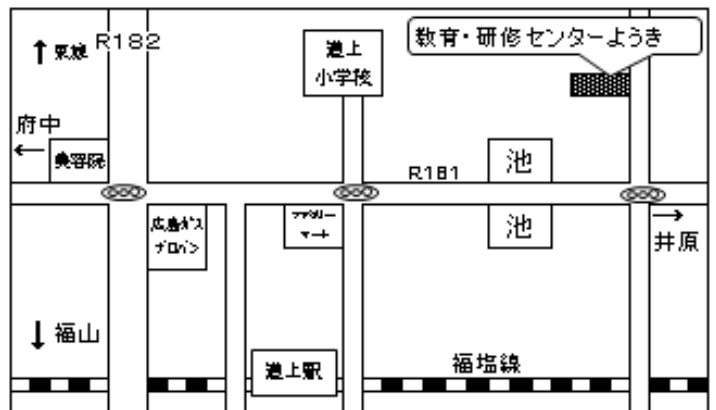 R182
↑東城
道上
小学校
教育・研修センターようき
府中
←
美容院
R181
池
広島ガス
プロパン
ファミリー
マート
池
→
井原
↓福山
道上駅
福塩線